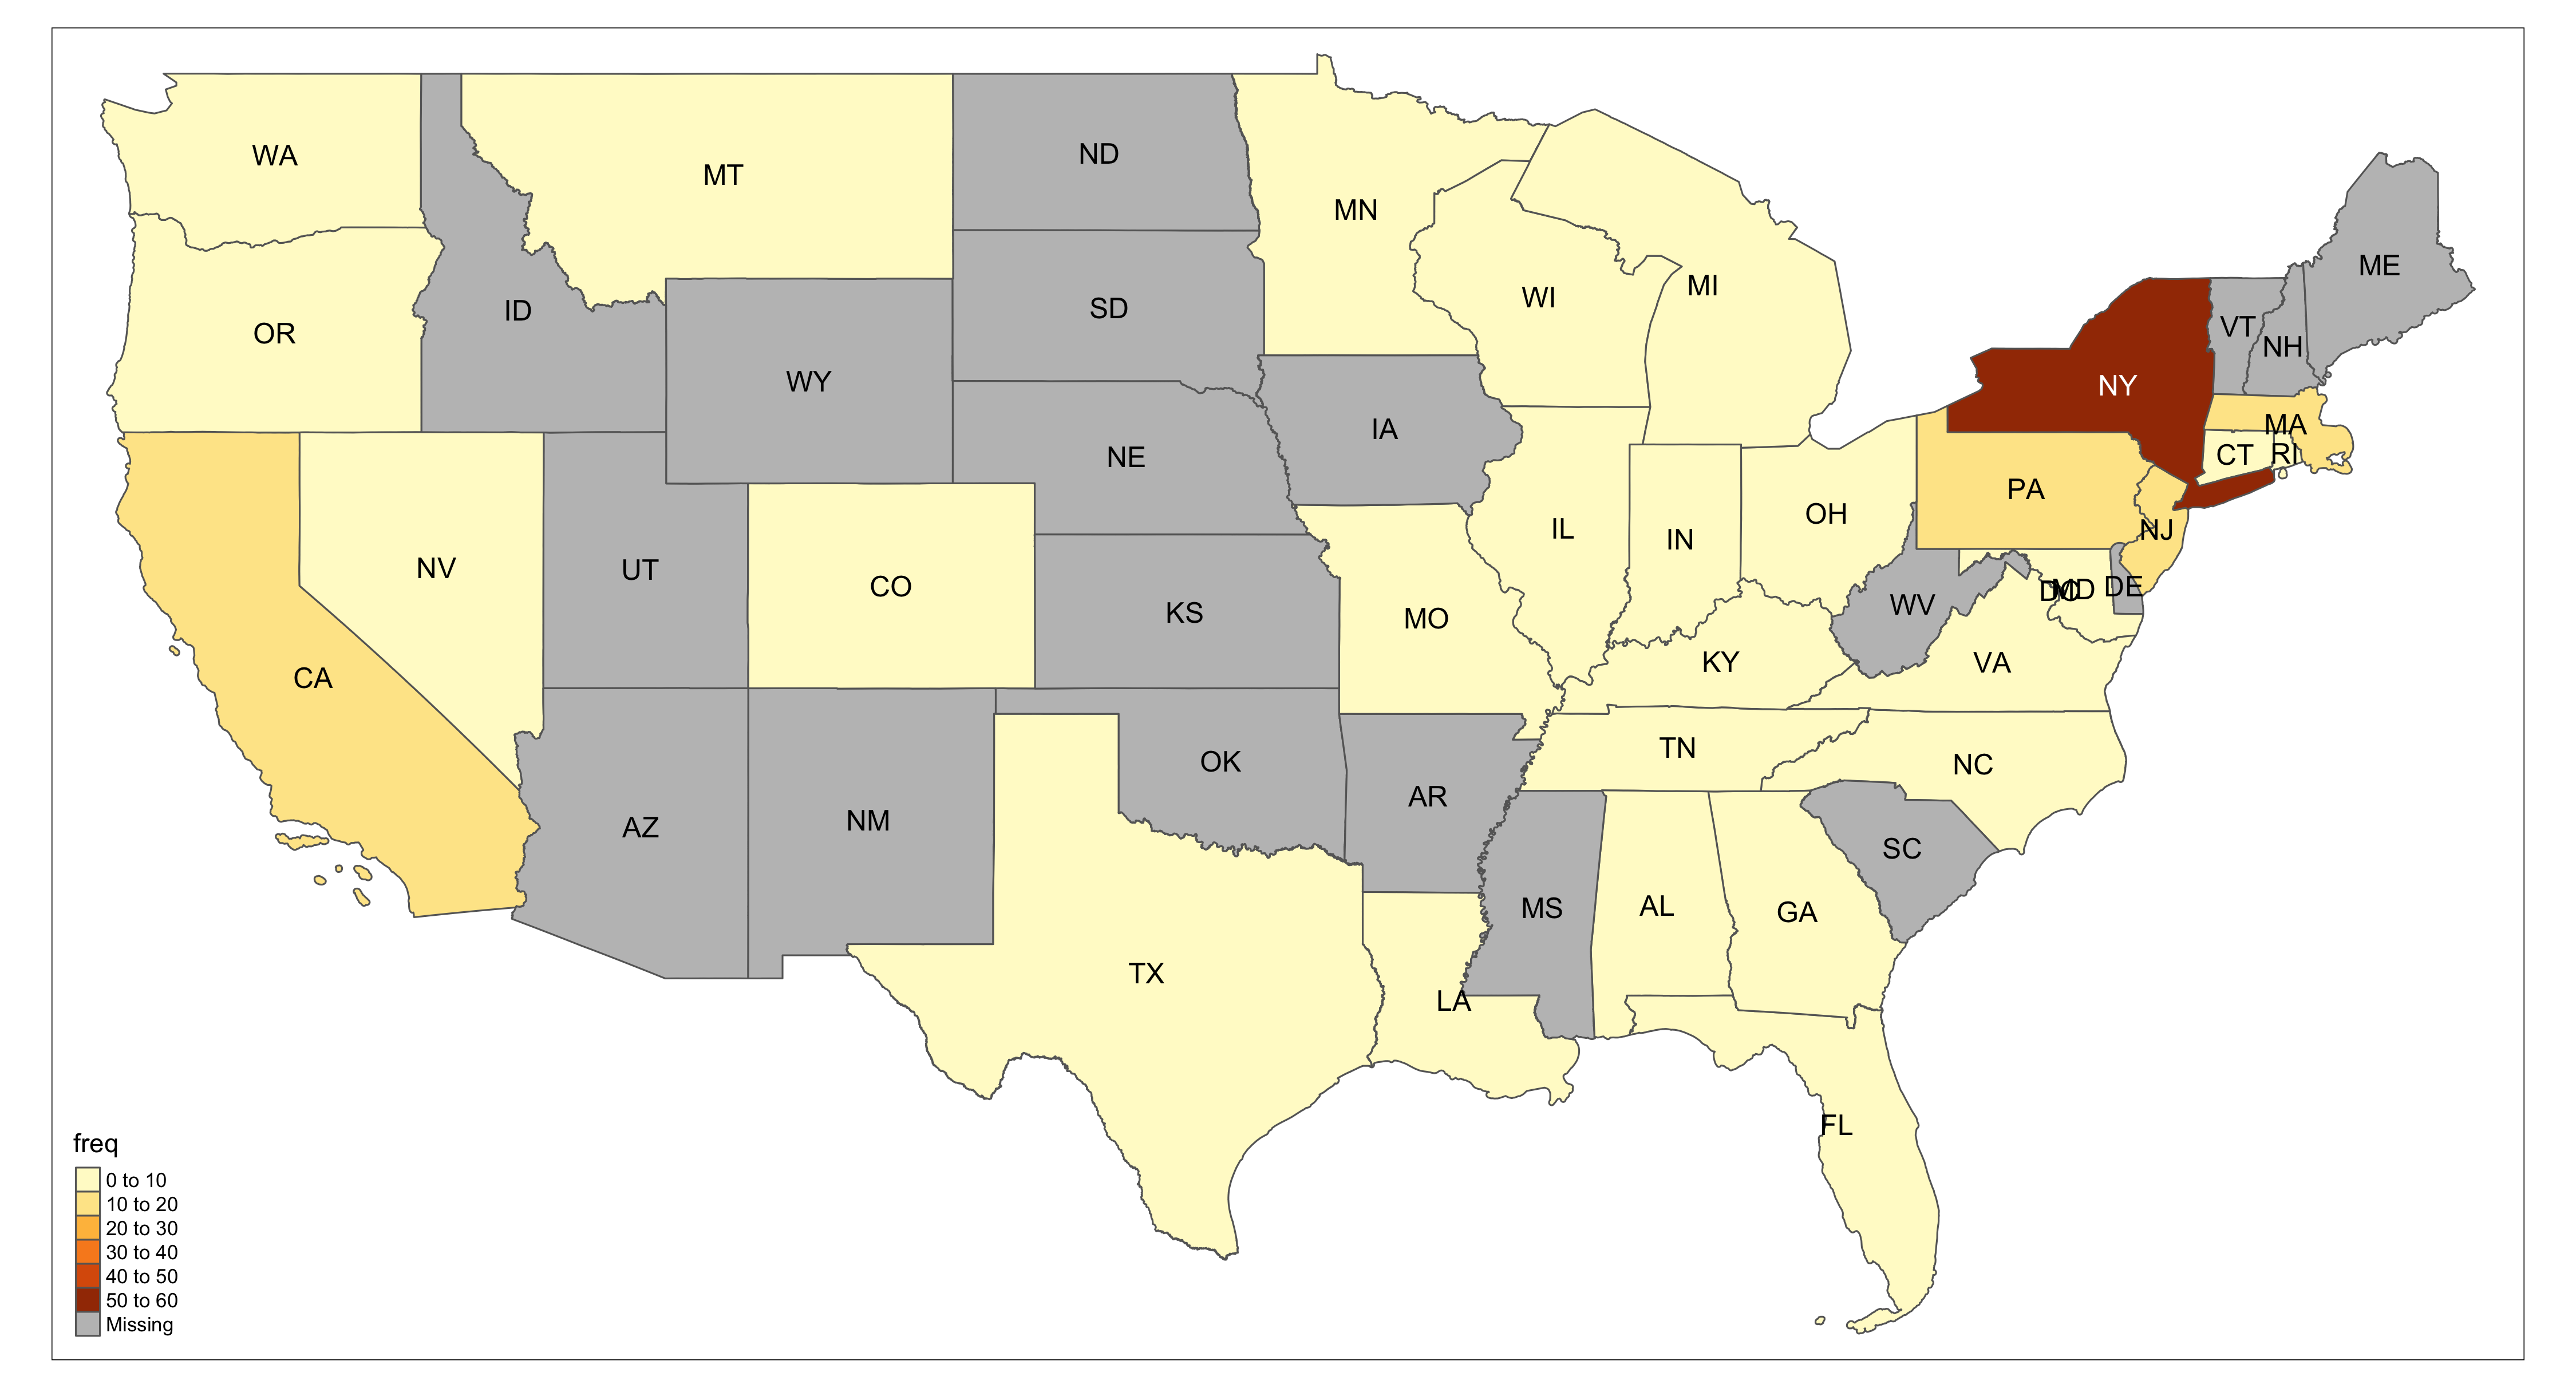 WA
MT
ND
MN
OR
ID
SD
WI
MI
ME
VT
NH
WY
NY
IA
MA
NE
CT
RI
PA
NV
UT
CO
KS
MO
IL
IN
OH
NJ
WV
DC
MD
DE
CA
KY
VA
TN
NC
OK
AR
AZ
NM
SC
MS
AL
GA
TX
LA
FL
freq
0 to 10
10 to 20
20 to 30
30 to 40
40 to 50
50 to 60
Missing